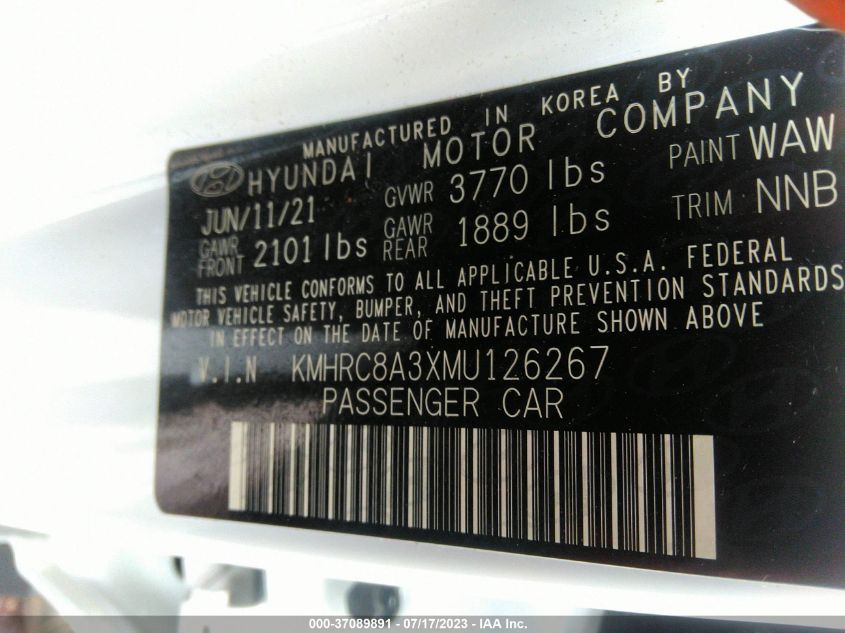 MANUFACTURED IN KOREA BY
HYUNDAI MOTOR COMPANY
JUN/11/21 GVWR 3770 lbs PAINT WAW
GAWR FRONT 2101 lbs GAWR REAR 1889 lbs TRIM NNB
THIS VEHICLE CONFORMS TO ALL APPLICABLE U.S.A. FEDERAL
MOTOR VEHICLE SAFETY, BUMPER, AND THEFT PREVENTION STANDARDS
IN EFFECT ON THE DATE OF MANUFACTURE SHOWN ABOVE
V.I.N KMHRC8A3XMU126267
PASSENGER CAR
000-37089891 - 07/17/2023 - IAA Inc.